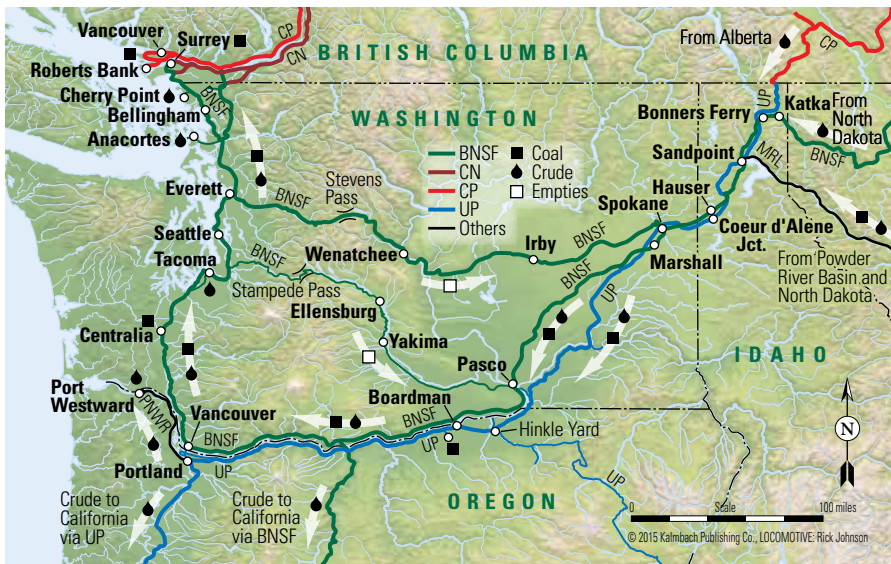 Vancouver
Surrey
CP
CN
BRITISH COLUMBIA
From Alberta
CP
Roberts Bank
Cherry Point
BNSF
Bellingham
Anacortes
WASHINGTON
UP
Bonners Ferry
Katka
From
North
Dakota
BNSF
Sandpoint
MRL
BNSF
CN
CP
UP
Others
Coal
Crude
Empties
Everett
BNSF
Stevens
Pass
Hauser
Spokane
Coeur d'Alene
Jct.
Seattle
Wenatchee
Irby
BNSF
Marshall
Tacoma
BNSF
Stampede Pass
BNSF
UP
From Powder
River Basin and
North Dakota
Ellensburg
Centralia
Yakima
IDAHO
Pasco
Port
Westward
PNWR
Boardman
Vancouver
BNSF
BNSF
UP
Hinkle Yard
N
Portland
UP
UP
Crude to
California
via UP
Crude to
California
via BNSF
OREGON
0 Scale 100 miles
© 2015 Kalmbach Publishing Co., LOCOMOTIVE: Rick Johnson